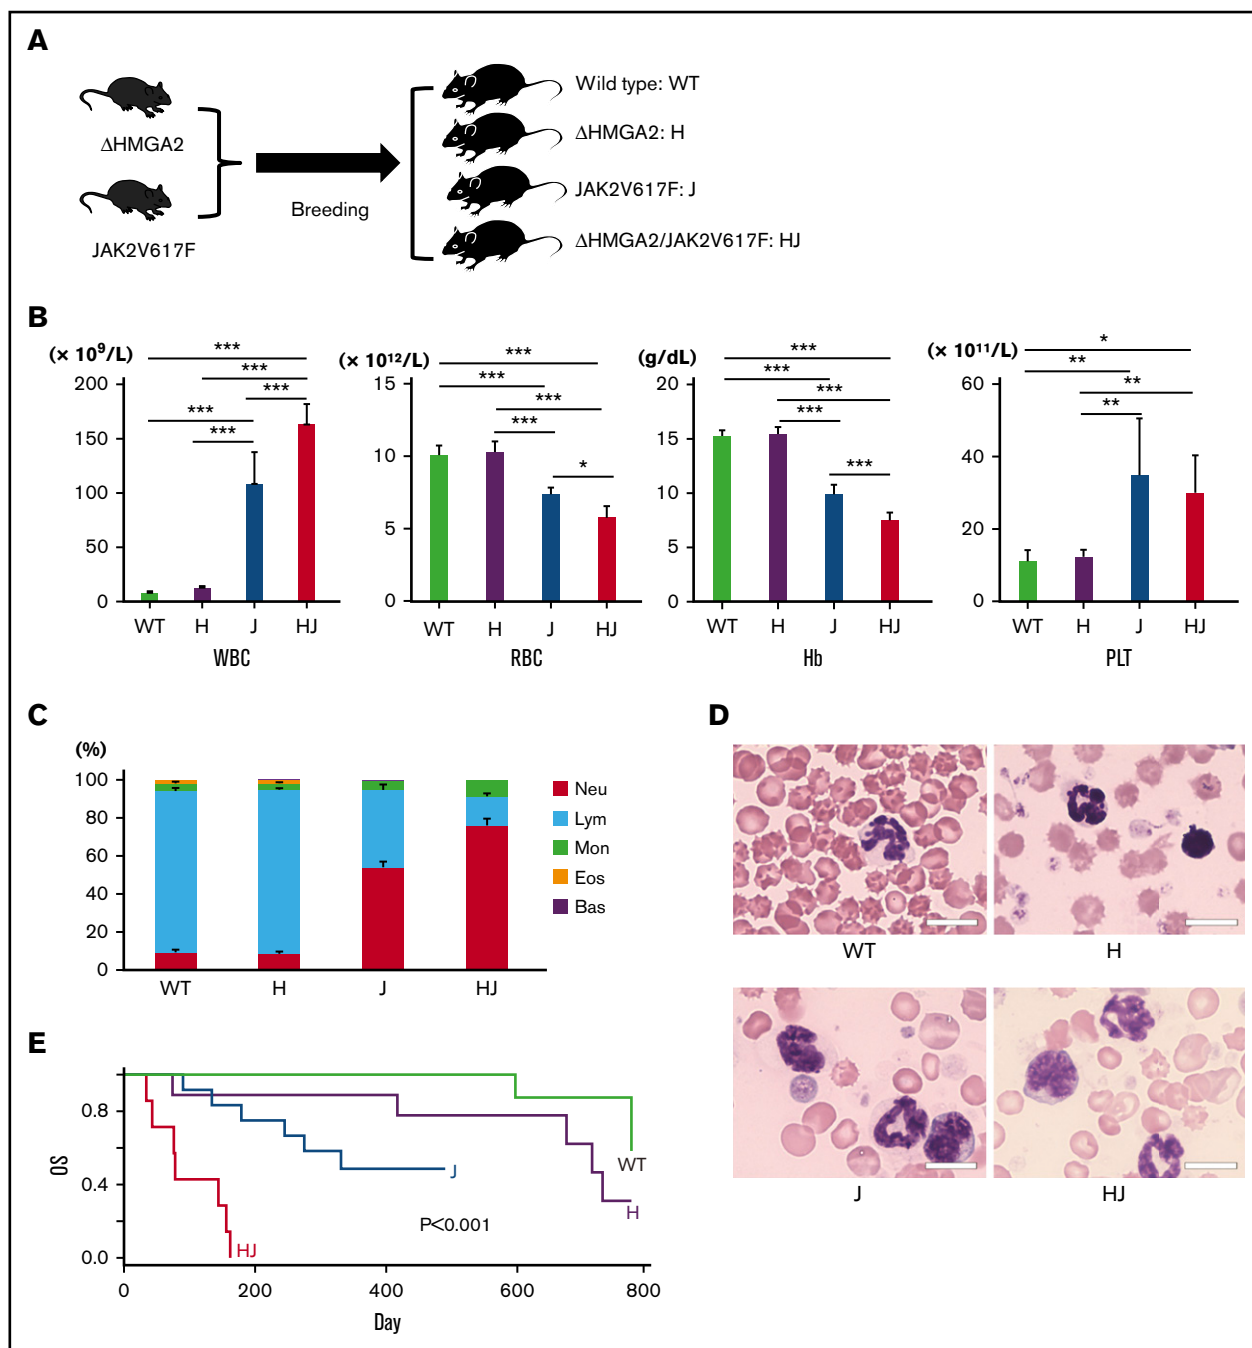 A
ΔHMGA2
JAK2V617F
Breeding
Wild type: WT
ΔHMGA2: H
JAK2V617F: J
ΔHMGA2/JAK2V617F: HJ
B
(× 10⁹/L)
200
150
100
50
0
***
***
***
***
***
WT H J HJ
WBC
(× 10¹²/L)
15
10
5
0
***
***
***
***
*
WT H J HJ
RBC
(g/dL)
20
15
10
5
0
***
***
***
***
***
WT H J HJ
Hb
(× 10¹¹/L)
60
40
20
0
*
**
**
**
WT H J HJ
PLT
C
(%)
100
80
60
40
20
0
WT H J HJ
Neu
Lym
Mon
Eos
Bas
D
WT
H
J
HJ
E
OS
0.8
0.4
0.0
WT
J
H
P<0.001
HJ
0 200 400 600 800
Day